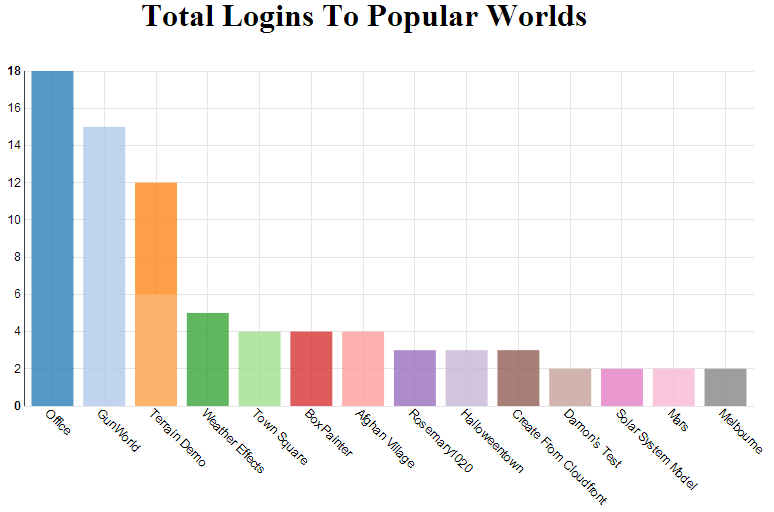 Total Logins To Popular Worlds
18
16
14
12
10
8
6
4
2
0
Office
GunWorld
Terrain Demo
Weather Effects
Town Square
BoxPainter
Afghan Village
Rosemary1020
Halloweentown
Create From Cloudfront
Damon's Test
Solar System Model
Mars
Melbourne